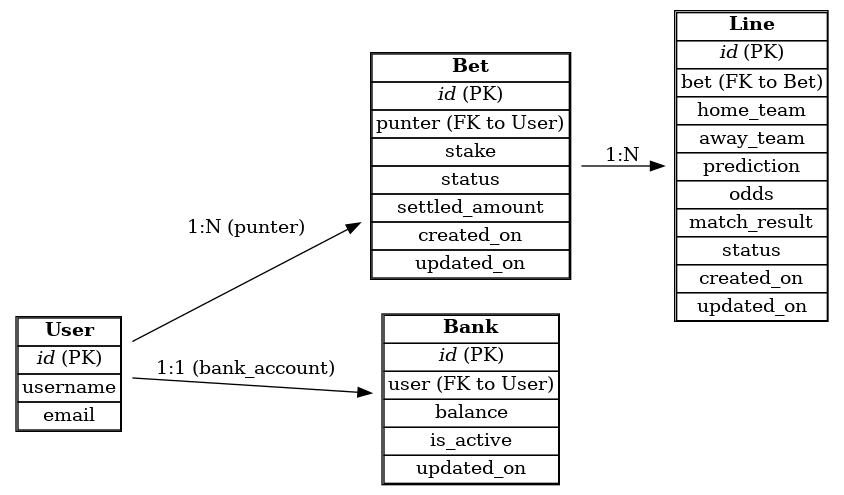 User
id (PK)
username
email
1:N (punter)
1:1 (bank_account)
Bet
id (PK)
punter (FK to User)
stake
status
settled_amount
created_on
updated_on
Bank
id (PK)
user (FK to User)
balance
is_active
updated_on
1:N
Line
id (PK)
bet (FK to Bet)
home_team
away_team
prediction
odds
match_result
status
created_on
updated_on